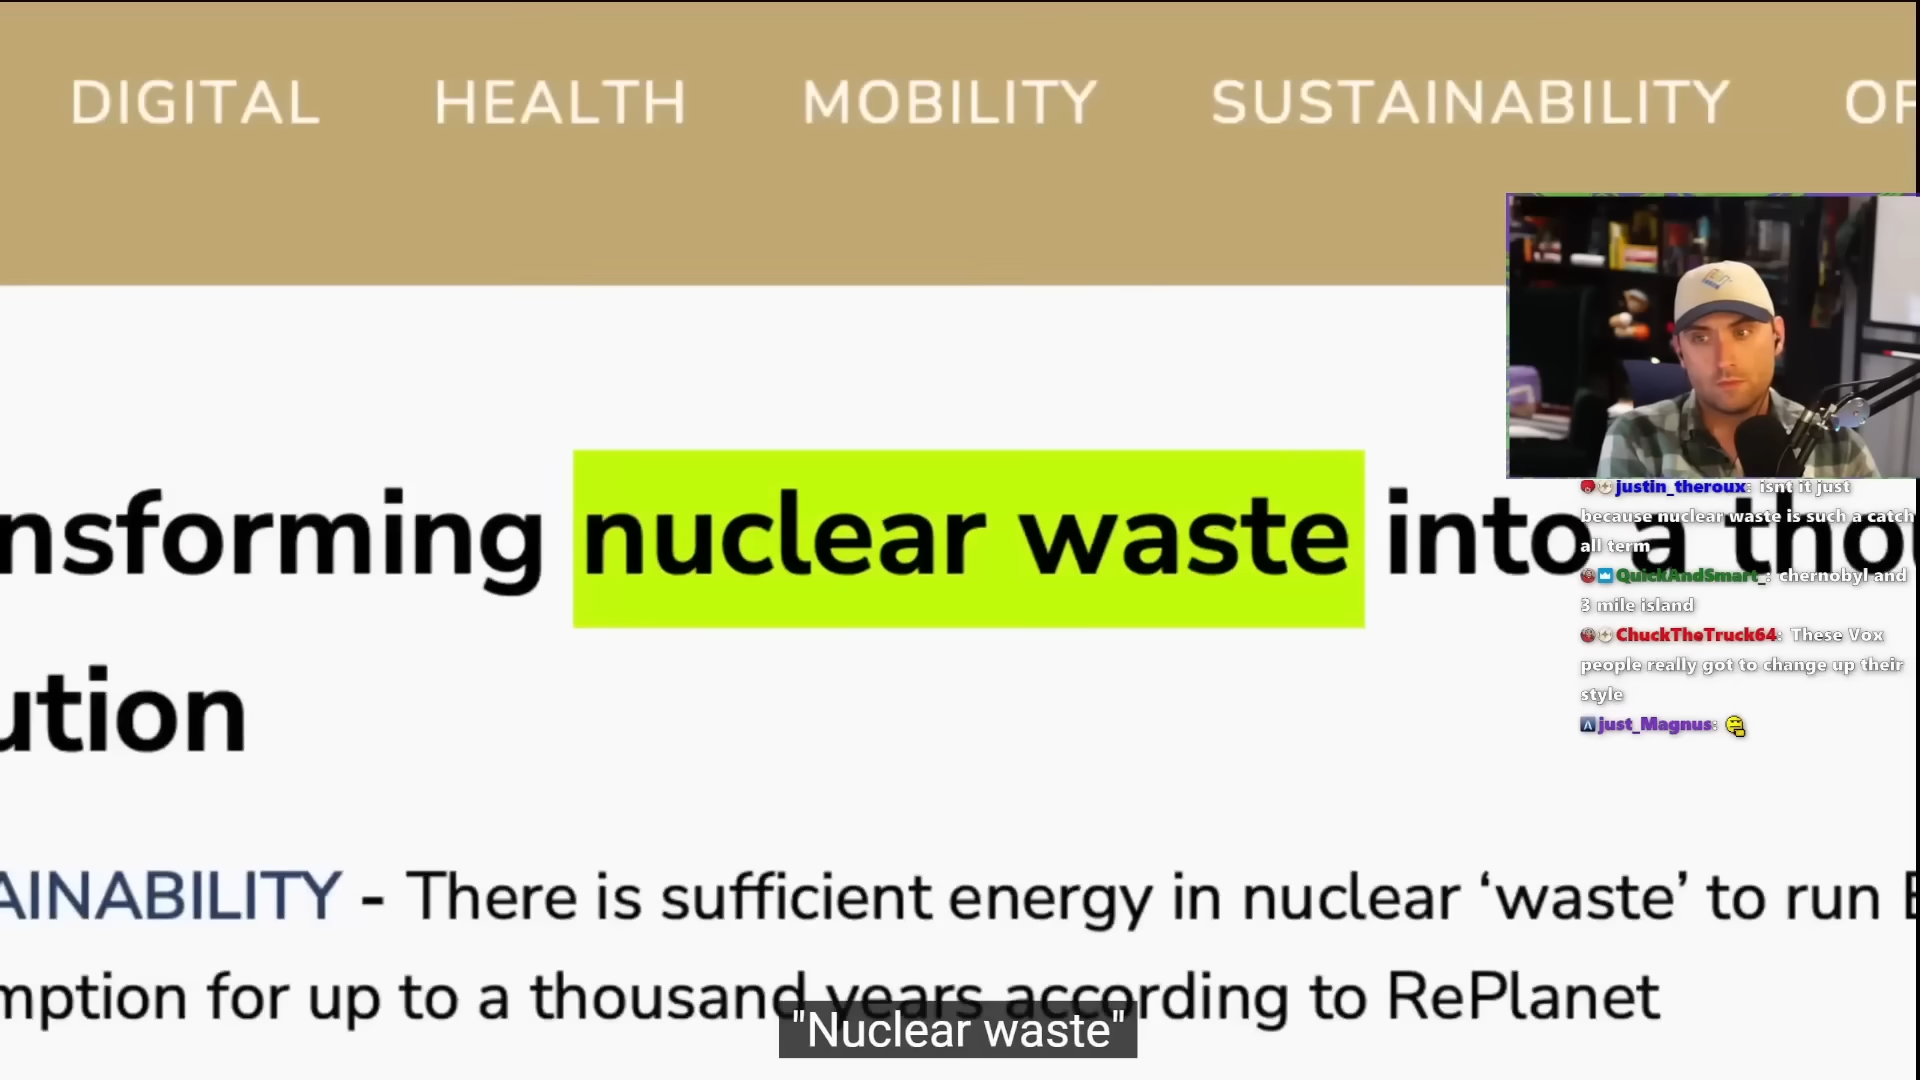 DIGITAL HEALTH MOBILITY SUSTAINABILITY
nsforming nuclear waste into a thou
ution
AINABILITY - There is sufficient energy in nuclear ‘waste’ to run E
mption for up to a thousand years according to RePlanet
"Nuclear waste"
justin_theroux: isnt it just
because nuclear waste is such a catch
all term
QuickAndSmart_: chernobyl and
3 mile island
ChuckTheTruck64: These Vox
people really got to change up their
style
just_Magnus: